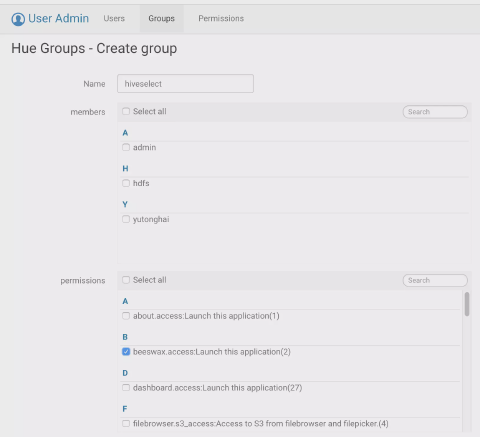 User Admin Users Groups Permissions
Hue Groups - Create group
Name hiveselect
members Select all Search
A
admin
H
hdfs
Y
yutonghai
permissions Select all Search
A
about.access:Launch this application(1)
B
beeswax.access:Launch this application(2)
D
dashboard.access:Launch this application(27)
F
filebrowser.s3_access:Access to S3 from filebrowser and filepicker.(4)